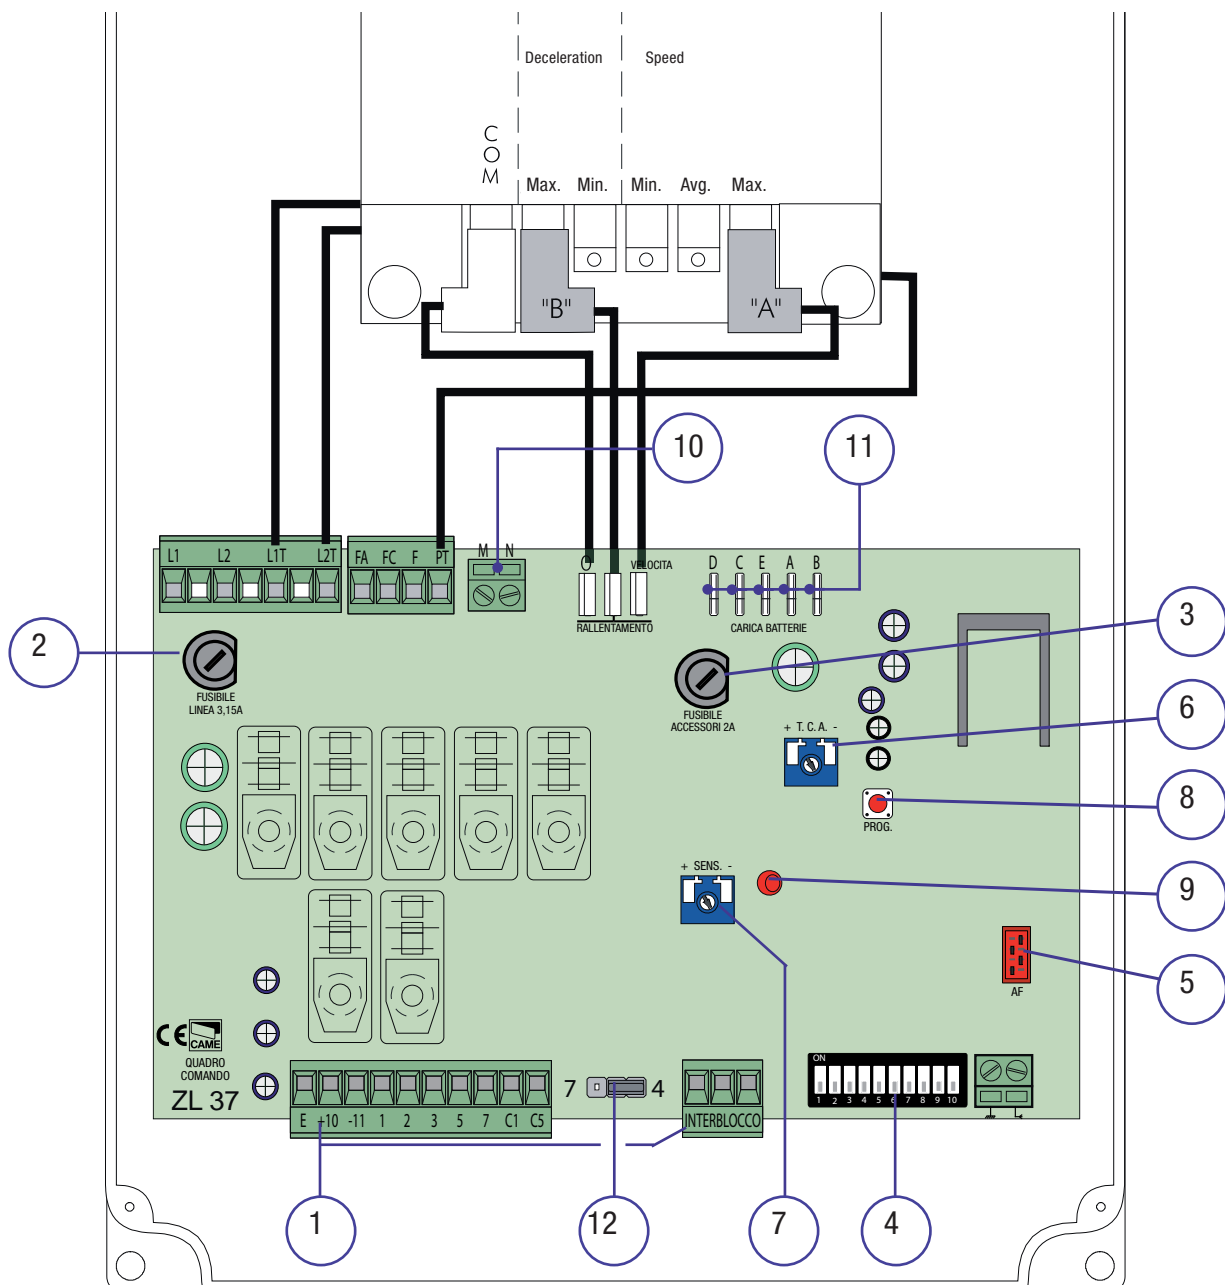 Deceleration Speed
COM
Max. Min. Min. Avg. Max.
"B" "A"
10 11
L1 L2 L1T L2T FA FC F PT M N O VELOCITA D C E A B
RALLENTAMENTO CARICA BATTERIE
2 3
FUSIBILE
LINEA 3,15A
FUSIBILE
ACCESSORI 2A
6
+ T. C. A. -
8
PROG.
+ SENS. -
9
5
AF
CE CAME
QUADRO
COMANDO
ZL 37
7 4
ON
1 2 3 4 5 6 7 8 9 10
E +10 -11 1 2 3 5 7 C1 C5 INTERBLOCCO
1 12 7 4